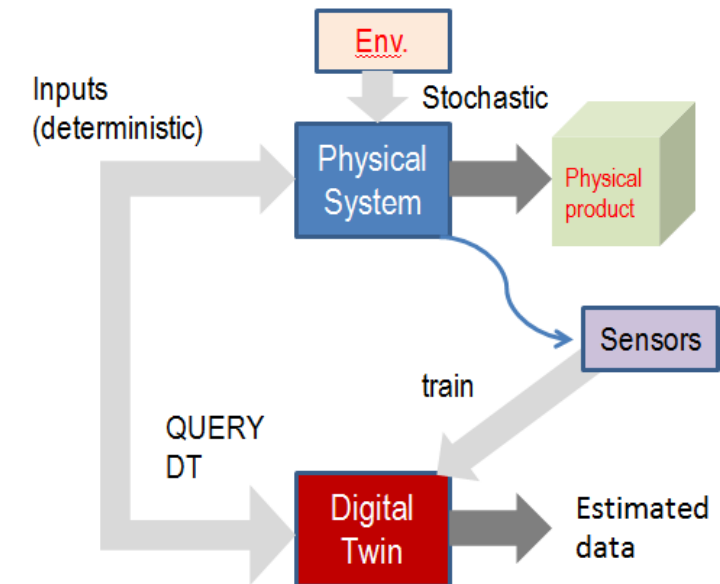 Env.
Inputs
(deterministic)
Stochastic
Physical
System
Physical
product
Sensors
train
QUERY
DT
Digital
Twin
Estimated
data